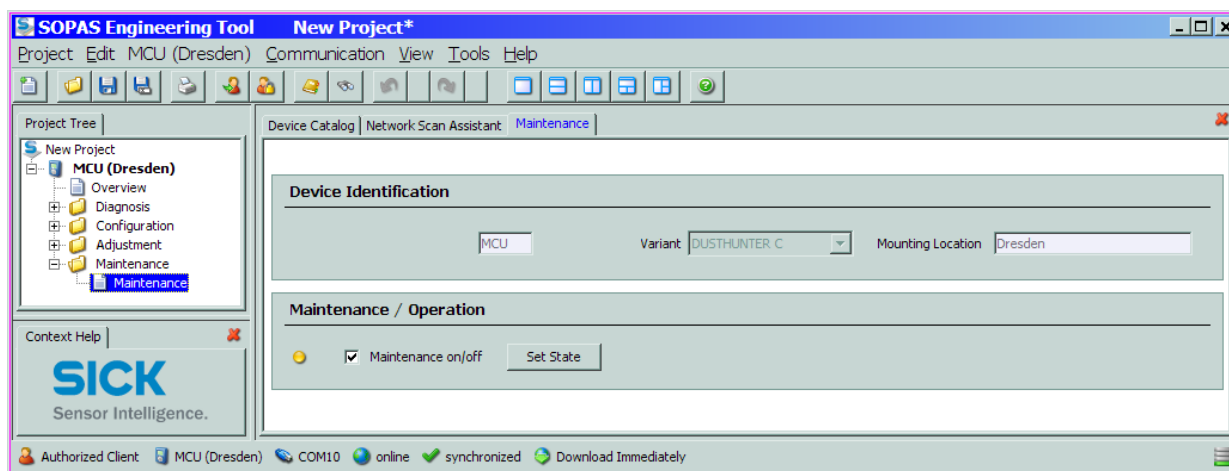 SOPAS Engineering Tool New Project*
Project Edit MCU (Dresden) Communication View Tools Help
Project Tree
New Project
MCU (Dresden)
Overview
Diagnosis
Configuration
Adjustment
Maintenance
Maintenance
Context Help
SICK
Sensor Intelligence.
Device Catalog Network Scan Assistant Maintenance
Device Identification
MCU Variant DUSTHUNTER C Mounting Location Dresden
Maintenance / Operation
Maintenance on/off Set State
Authorized Client MCU (Dresden) COM10 online synchronized Download Immediately